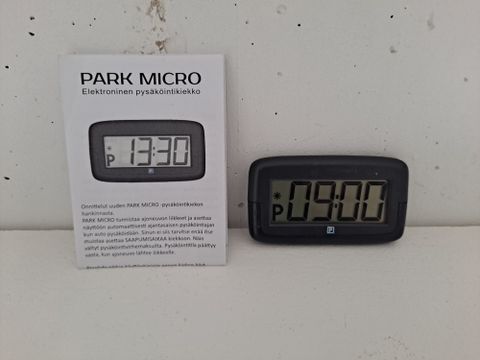 PARK MICRO
Elektroninen pysäköintikiekko
P 13:30
Onnittelut uuden PARK MICRO -pysäköintikiekon
hankinnasta.
PARK MICRO tunnistaa ajoneuvon liikkeet ja asettaa
näyttöön automaattisesti ajantasaisen pysäköintiajan
kun auto pysäköidään. Sinun ei siis tarvitse enää itse
muistaa asettaa SAAPUMISAIKAA kiekkoon. Näin
vältyt pysäköintivirhemaksuilta. Pysäköintitila päättyy
vasta, kun ajoneuvo lähtee liikkeelle.
P 09:00
P